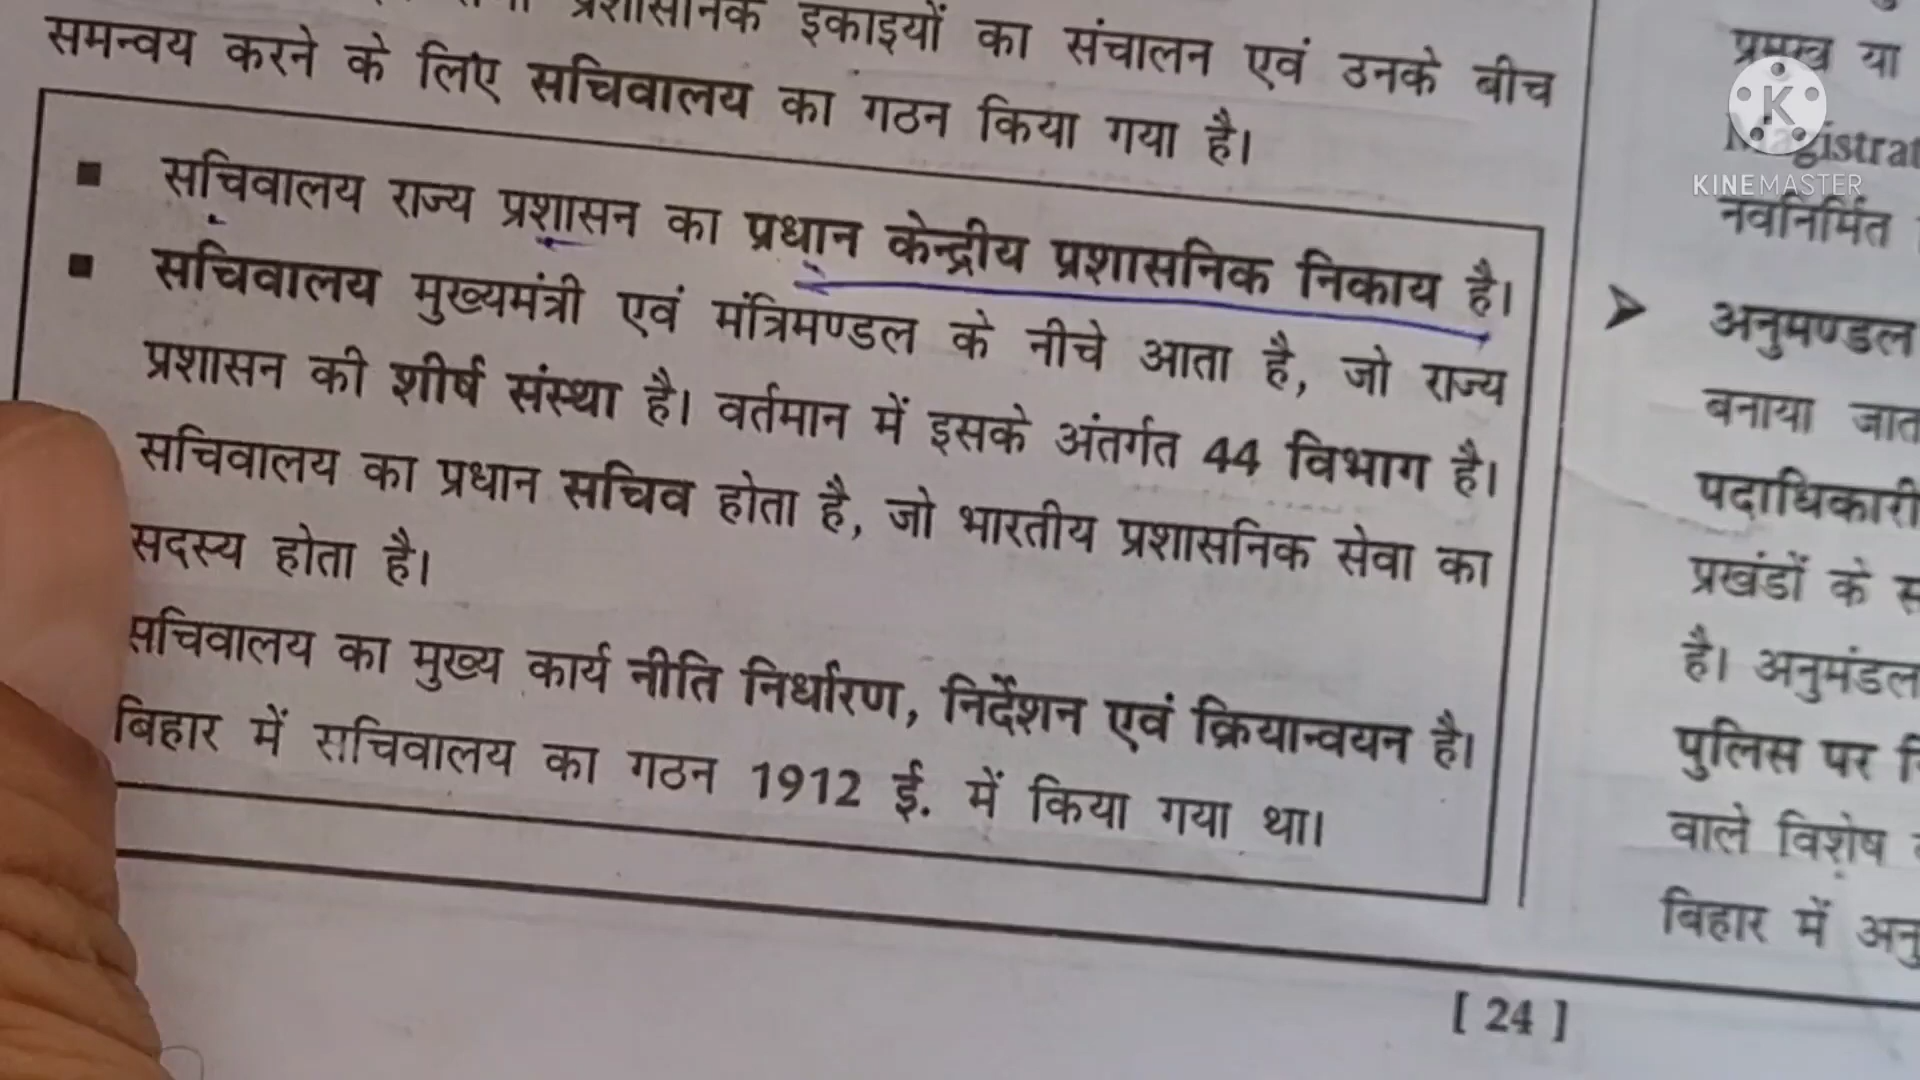 प्रशासनिक इकाइयों का संचालन एवं उनके बीच
समन्वय करने के लिए सचिवालय का गठन किया गया है।
▪ सचिवालय राज्य प्रशासन का प्रधान केन्द्रीय प्रशासनिक निकाय है।
▪ सचिवालय मुख्यमंत्री एवं मंत्रिमण्डल के नीचे आता है, जो राज्य
प्रशासन की शीर्ष संस्था है। वर्तमान में इसके अंतर्गत 44 विभाग है।
सचिवालय का प्रधान सचिव होता है, जो भारतीय प्रशासनिक सेवा का
सदस्य होता है।
सचिवालय का मुख्य कार्य नीति निर्धारण, निर्देशन एवं क्रियान्वयन है।
बिहार में सचिवालय का गठन 1912 ई. में किया गया था।
[ 24 ]
प्रमुख या
नवनिर्मित
➤ अनुमण्डल
बनाया
पदाधिकारी
प्रखंडों के
है। अनुमंडल
पुलिस पर
वाले विशेष
बिहार में
K
KINEMASTER